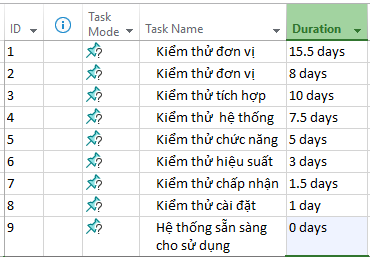 ID Task Mode Task Name Duration
1 Kiểm thử đơn vị 15.5 days
2 Kiểm thử đơn vị 8 days
3 Kiểm thử tích hợp 10 days
4 Kiểm thử hệ thống 7.5 days
5 Kiểm thử chức năng 5 days
6 Kiểm thử hiệu suất 3 days
7 Kiểm thử chấp nhận 1.5 days
8 Kiểm thử cài đặt 1 day
9 Hệ thống sẵn sàng 0 days
cho sử dụng